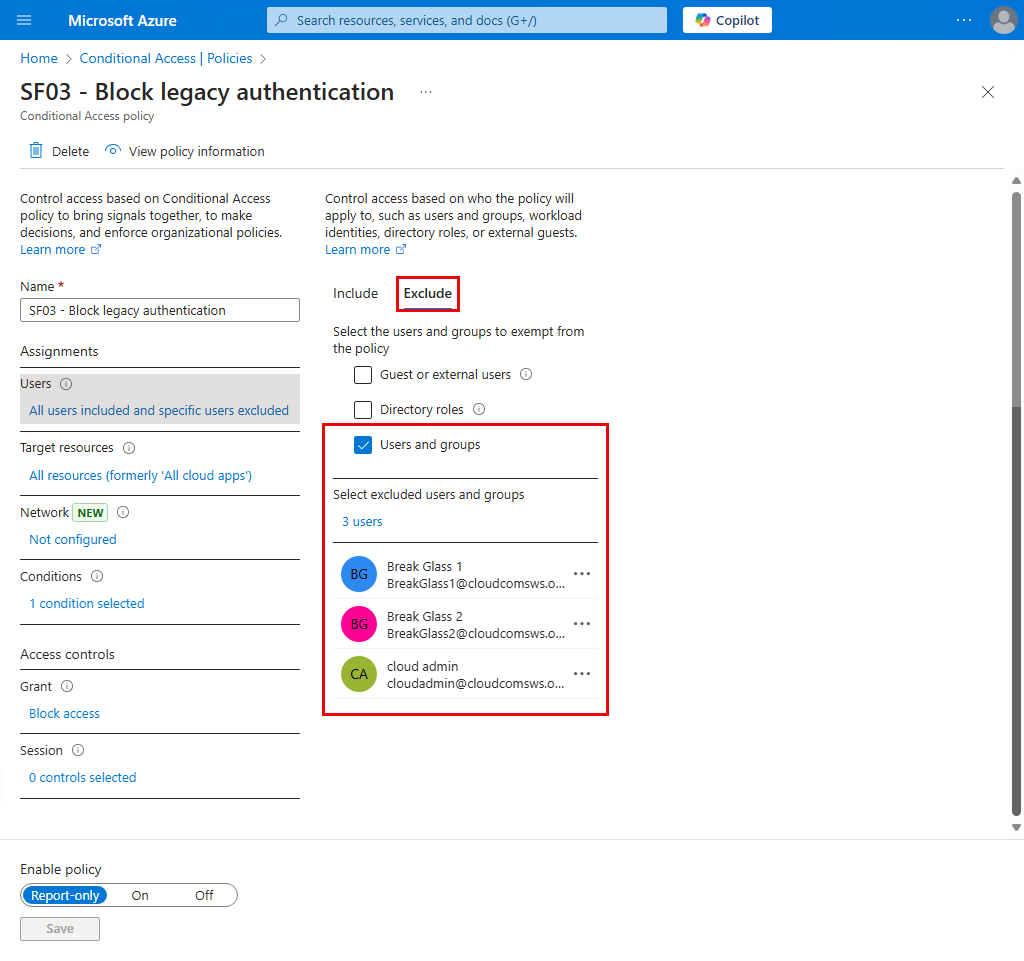 Microsoft Azure
Search resources, services, and docs (G+/)
Copilot
Home > Conditional Access | Policies >
SF03 - Block legacy authentication
Conditional Access policy
Delete
View policy information
Control access based on Conditional Access
policy to bring signals together, to make
decisions, and enforce organizational policies.
Learn more
Name *
SF03 - Block legacy authentication
Assignments
Users
All users included and specific users excluded
Target resources
All resources (formerly 'All cloud apps')
Network NEW
Not configured
Conditions
1 condition selected
Access controls
Grant
Block access
Session
0 controls selected
Control access based on who the policy will
apply to, such as users and groups, workload
identities, directory roles, or external guests.
Learn more
Include
Exclude
Select the users and groups to exempt from
the policy
Guest or external users
Directory roles
Users and groups
Select excluded users and groups
3 users
BG
Break Glass 1
BreakGlass1@cloudcomsws.o...
BG
Break Glass 2
BreakGlass2@cloudcomsws.o...
CA
cloud admin
cloudadmin@cloudcomsws.o...
Enable policy
Report-only
On
Off
Save